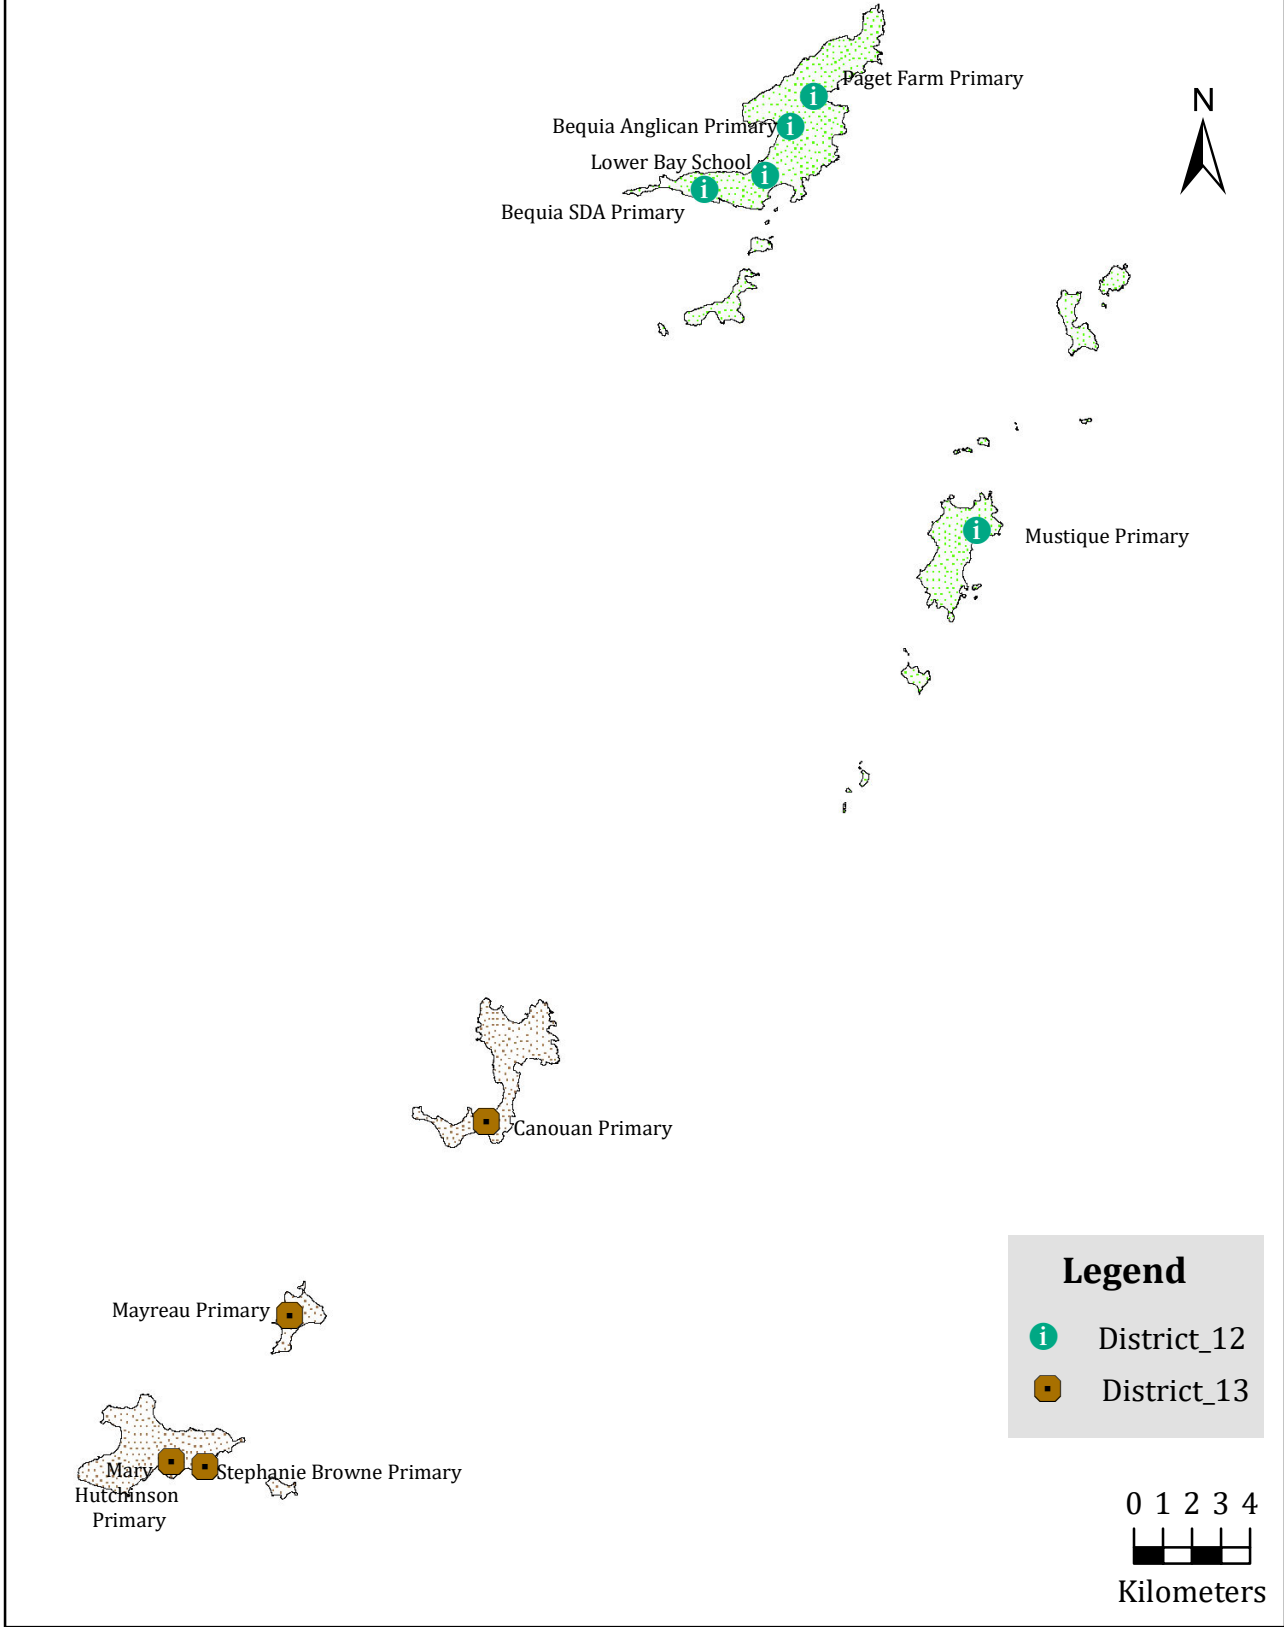 Paget Farm Primary
N
Bequia Anglican Primary
Lower Bay School
Bequia SDA Primary
Mustique Primary
Canouan Primary
Legend
Mayreau Primary
i District_12
District_13
Mary
Hutchinson
Primary
Stephanie Browne Primary
0 1 2 3 4
Kilometers